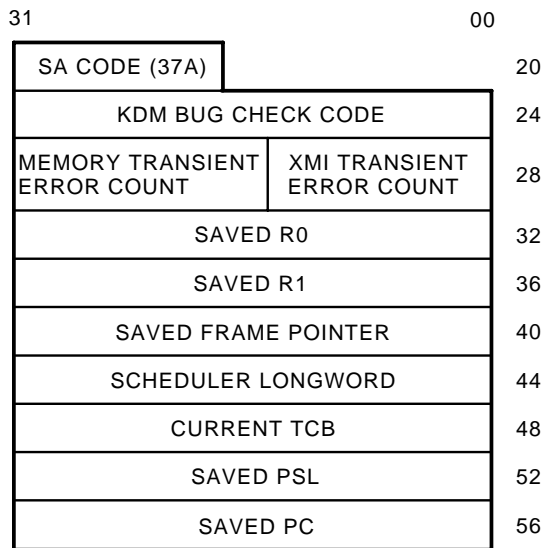 31 00
SA CODE (37A) 20
KDM BUG CHECK CODE 24
MEMORY TRANSIENT ERROR COUNT XMI TRANSIENT ERROR COUNT 28
SAVED R0 32
SAVED R1 36
SAVED FRAME POINTER 40
SCHEDULER LONGWORD 44
CURRENT TCB 48
SAVED PSL 52
SAVED PC 56